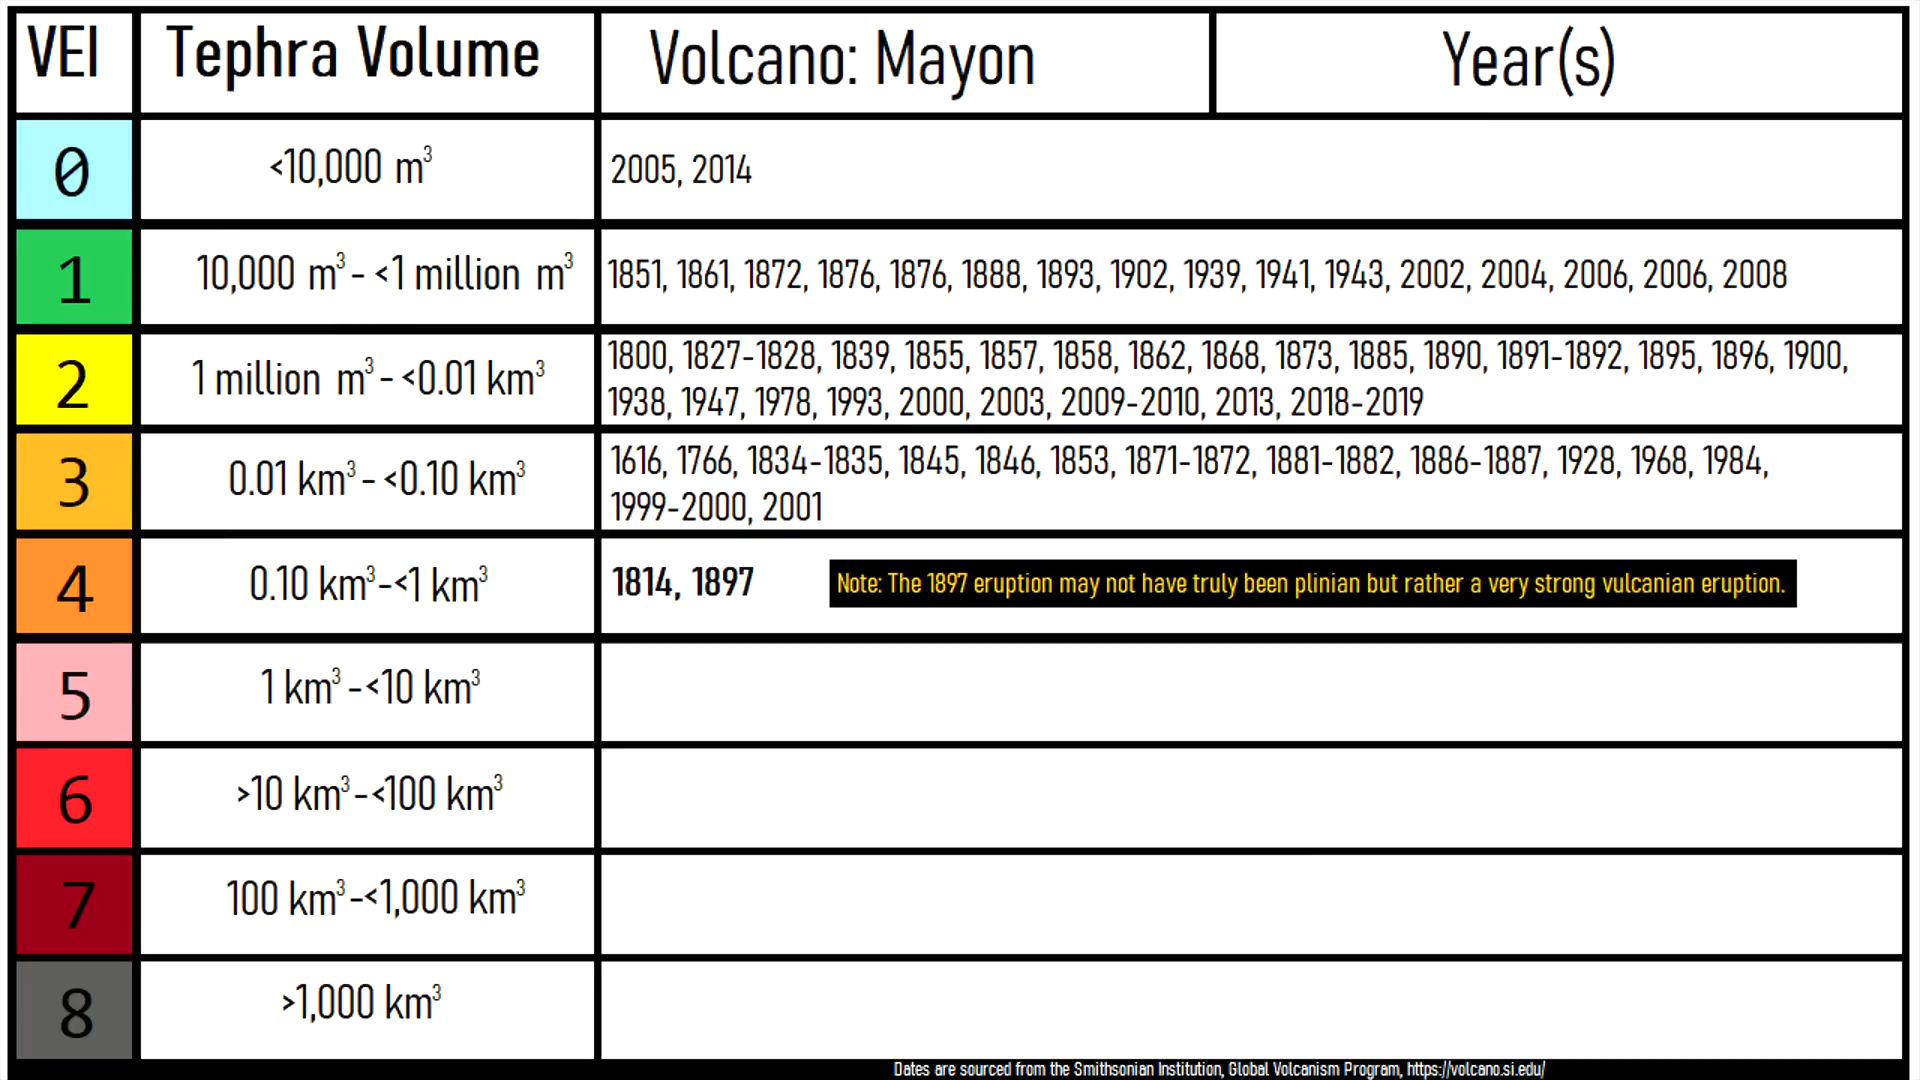 VEI Tephra Volume Volcano: Mayon Year(s)
0 <10,000 m³ 2005, 2014
1 10,000 m³ - <1 million m³ 1851, 1861, 1872, 1876, 1876, 1888, 1893, 1902, 1939, 1941, 1943, 2002, 2004, 2006, 2006, 2008
2 1 million m³ - <0.01 km³ 1800, 1827-1828, 1839, 1855, 1857, 1858, 1862, 1868, 1873, 1885, 1890, 1891-1892, 1895, 1896, 1900,
1938, 1947, 1978, 1993, 2000, 2003, 2009-2010, 2013, 2018-2019
3 0.01 km³ - <0.10 km³ 1616, 1766, 1834-1835, 1845, 1846, 1853, 1871-1872, 1881-1882, 1886-1887, 1928, 1968, 1984,
1999-2000, 2001
4 0.10 km³-<1 km³ 1814, 1897 Note: The 1897 eruption may not have truly been plinian but rather a very strong vulcanian eruption.
5 1 km³ -<10 km³
6 >10 km³-<100 km³
7 100 km³-<1,000 km³
8 >1,000 km³
Dates are sourced from the Smithsonian Institution, Global Volcanism Program, https://volcano.si.edu/